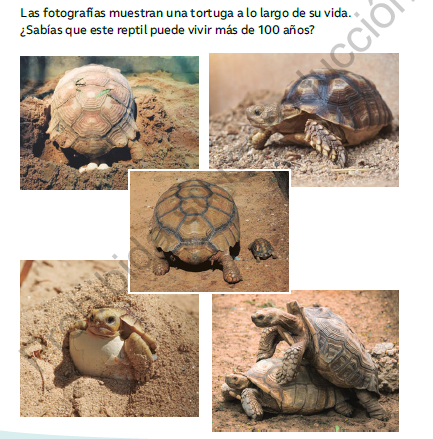 Las fotografías muestran una tortuga a lo largo de su vida.
¿Sabías que este reptil puede vivir más de 100 años?